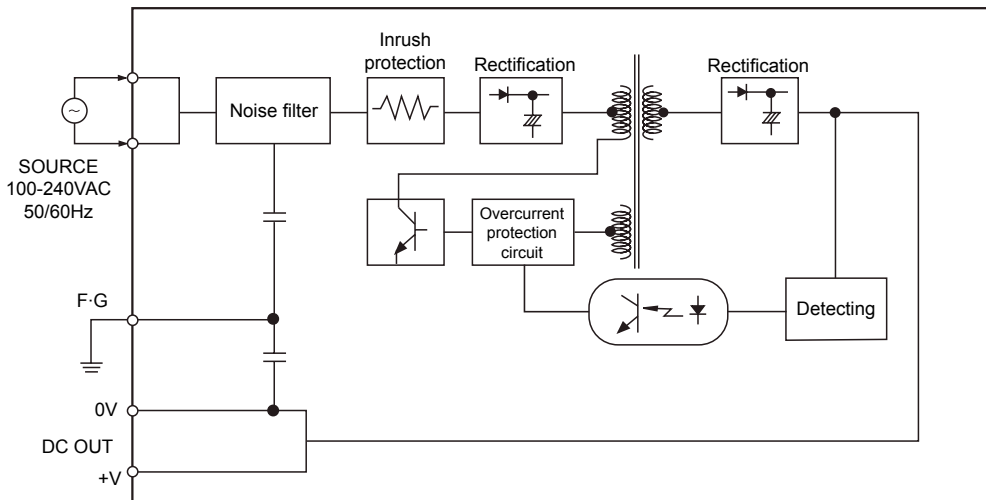 Inrush
protection
Rectification
Rectification
Noise filter
SOURCE
100-240VAC
50/60Hz
Overcurrent
protection
circuit
F·G
Detecting
0V
DC OUT
+V